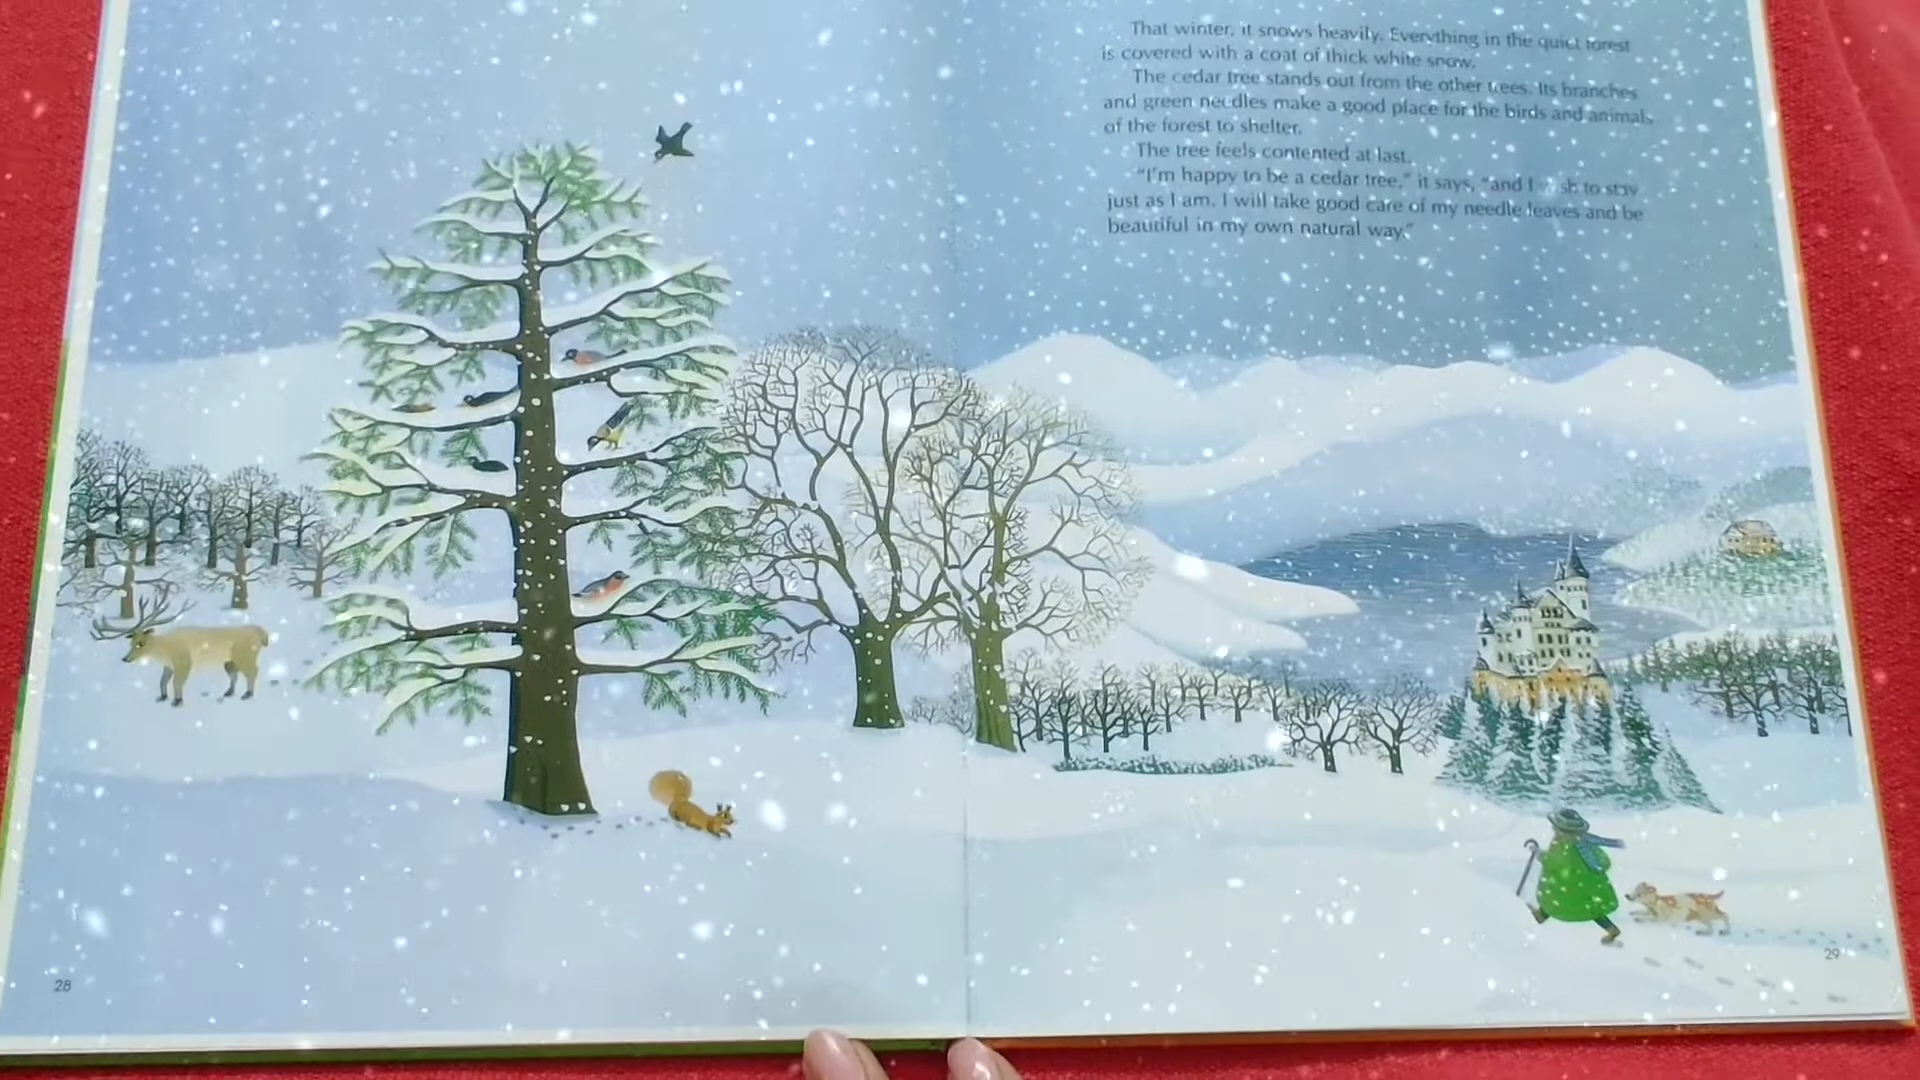 That winter, it snows heavily. Everything in the quiet forest
is covered with a coat of thick white snow.
The cedar tree stands out from the other trees. Its branches
and green needles make a good place for the birds and animals
of the forest to shelter.
The tree feels contented at last.
"I'm happy to be a cedar tree," it says, "and I wish to stay
just as I am. I will take good care of my needle leaves and be
beautiful in my own natural way."
28
29